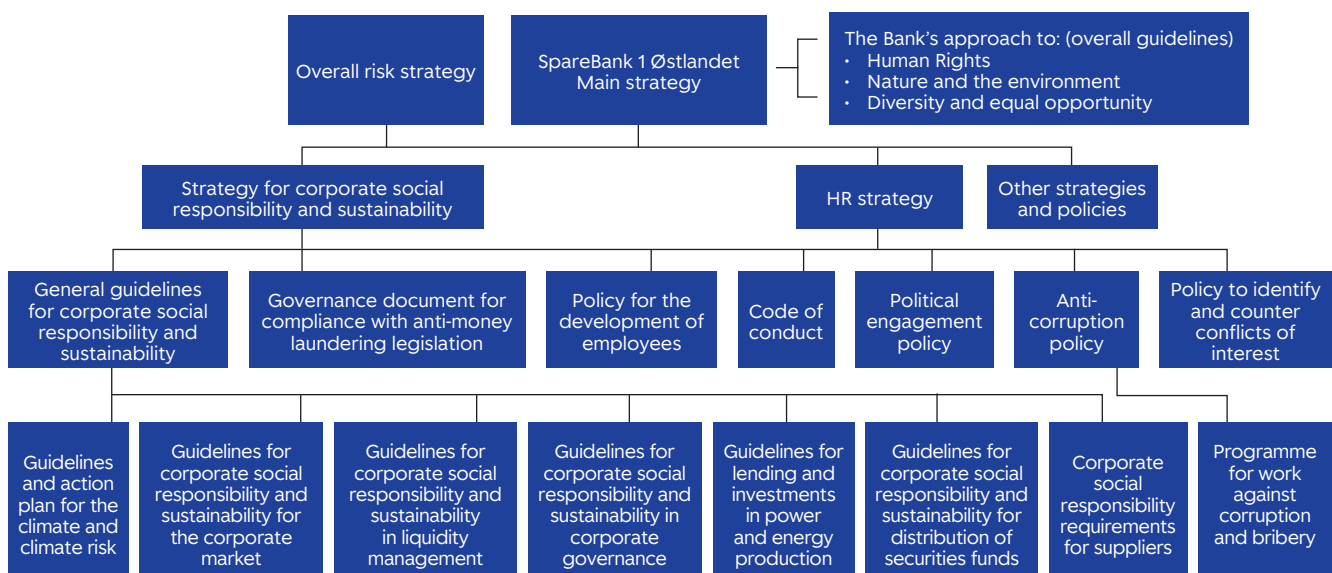 Overall risk strategy
SpareBank 1 Østlandet
Main strategy
The Bank’s approach to: (overall guidelines)
• Human Rights
• Nature and the environment
• Diversity and equal opportunity
Strategy for corporate social
responsibility and sustainability
HR strategy
Other strategies
and policies
General guidelines
for corporate social
responsibility and
sustainability
Governance document for
compliance with anti-money
laundering legislation
Policy for the
development of
employees
Code of
conduct
Political
engagement
policy
Anti-
corruption
policy
Policy to identify
and counter
conflicts of
interest
Guidelines
and action
plan for the
climate and
climate risk
Guidelines for
corporate social
responsibility and
sustainability for
the corporate
market
Guidelines for
corporate social
responsibility and
sustainability
in liquidity
management
Guidelines for
corporate social
responsibility and
sustainability in
corporate
governance
Guidelines for
lending and
investments
in power
and energy
production
Guidelines for
corporate social
responsibility and
sustainability for
distribution of
securities funds
Corporate
social
responsibility
requirements
for suppliers
Programme
for work
against
corruption
and bribery